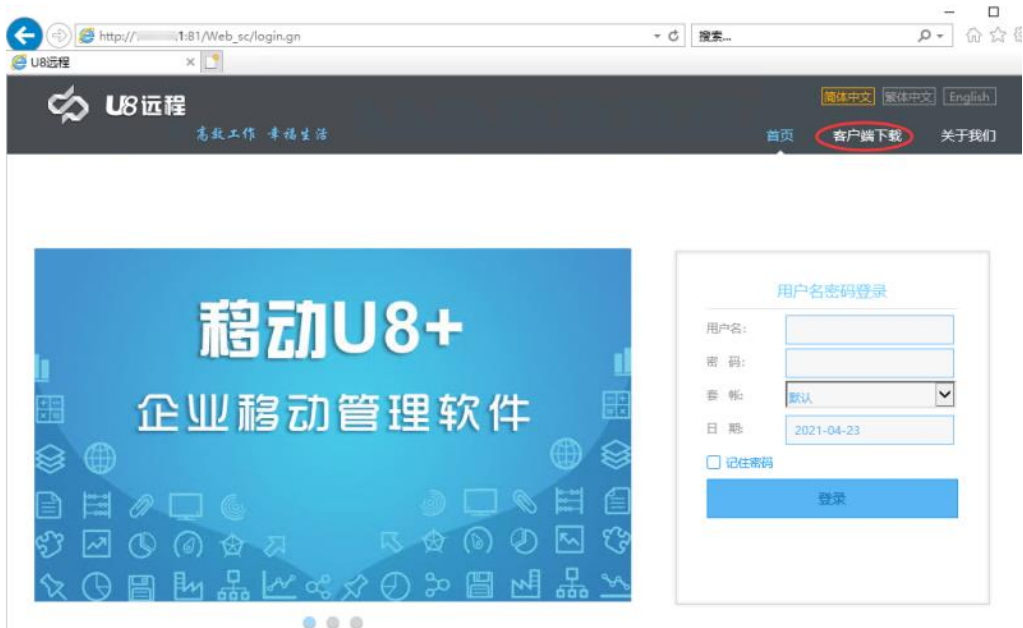 http:// 1:81/Web_sc/login.gn
搜索...
U8远程
U8远程
高效工作 幸福生活
简体中文 繁体中文 English
首页 客户端下载 关于我们
移动U8+
企业移动管理软件
用户名密码登录
用户名:
密 码:
套 帐: 默认
日 期: 2021-04-23
记住密码
登录